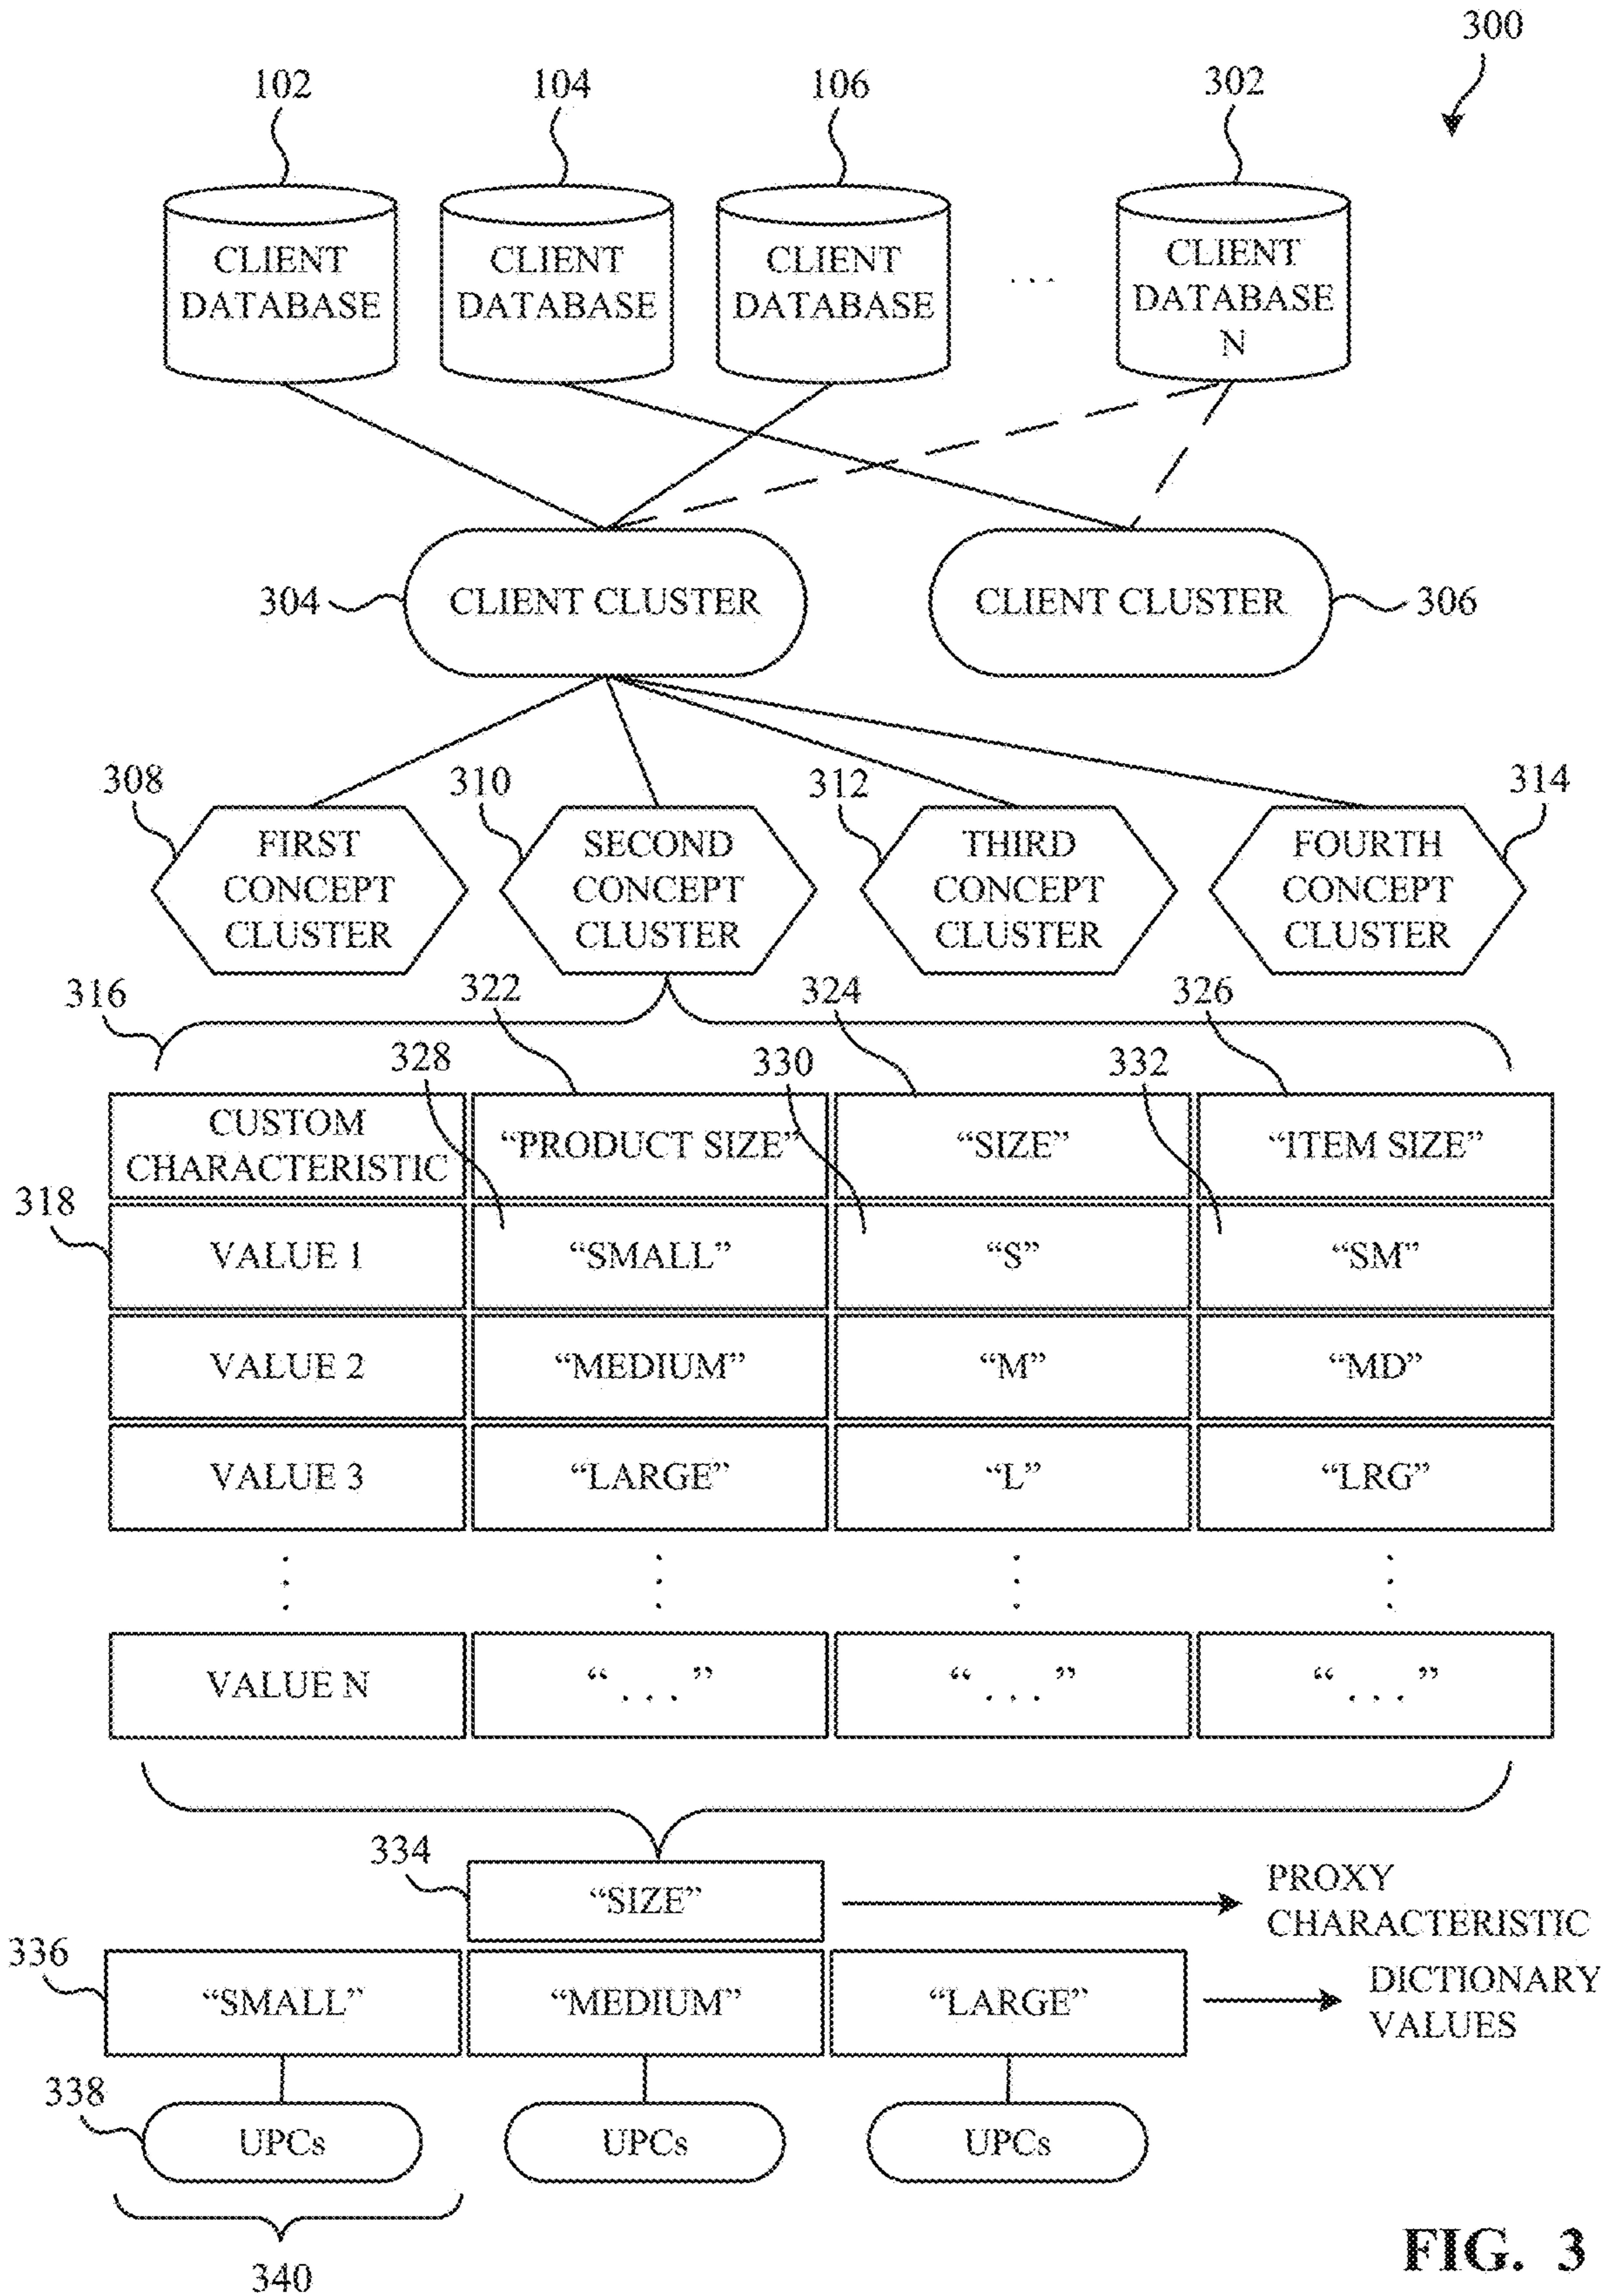 300
102
104
106
302
CLIENT
DATABASE
CLIENT
DATABASE
CLIENT
DATABASE
. . .
CLIENT
DATABASE
N
304
CLIENT CLUSTER
CLIENT CLUSTER
306
308
310
312
314
FIRST
CONCEPT
CLUSTER
SECOND
CONCEPT
CLUSTER
THIRD
CONCEPT
CLUSTER
FOURTH
CONCEPT
CLUSTER
316
322
324
326
328
330
332
CUSTOM
CHARACTERISTIC
“PRODUCT SIZE”
“SIZE”
“ITEM SIZE”
318
VALUE 1
“SMALL”
“S”
“SM”
VALUE 2
“MEDIUM”
“M”
“MD”
VALUE 3
“LARGE”
“L”
“LRG”
VALUE N
“. . .”
“. . .”
“. . .”
334
“SIZE”
PROXY
CHARACTERISTIC
336
“SMALL”
“MEDIUM”
“LARGE”
DICTIONARY
VALUES
338
UPCs
UPCs
UPCs
340
FIG. 3